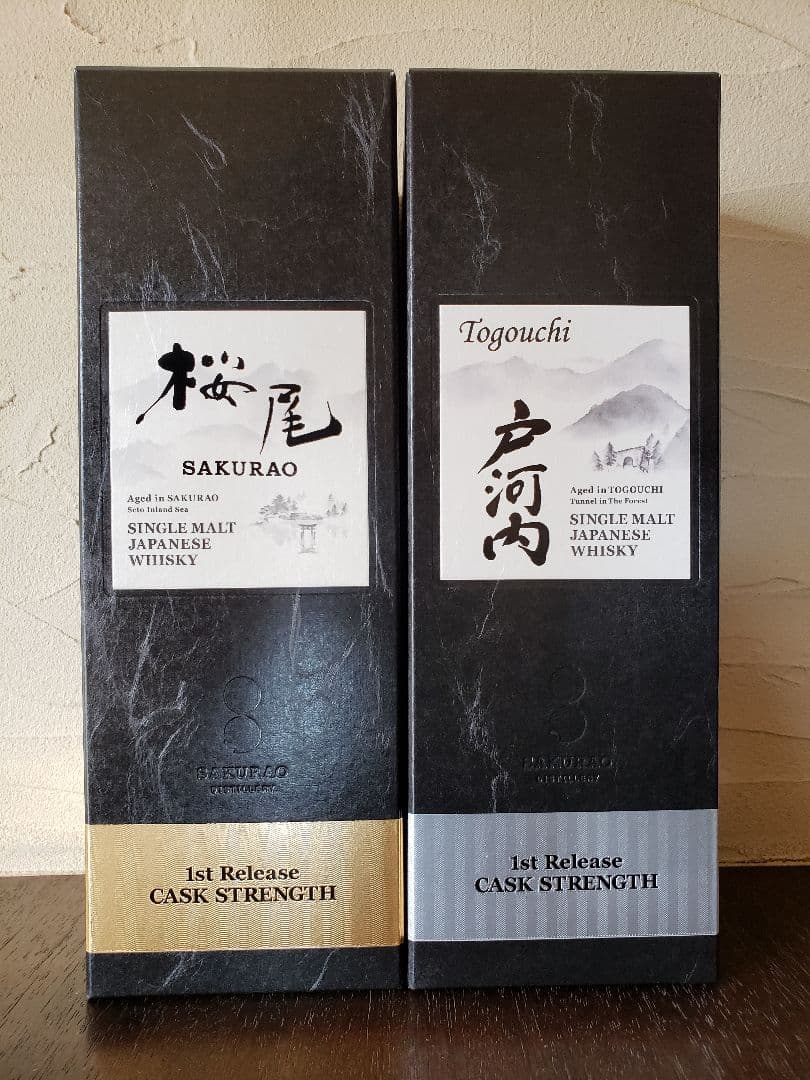 桜尾
SAKURAO
Aged in SAKURAO
Seto Inland Sea
SINGLE MALT
JAPANESE
WHISKY
SAKURAO
DISTILLERY
1st Release
CASK STRENGTH
Togouchi
戸河内
Aged in TOGOUCHI
Tunnel in The Forest
SINGLE MALT
JAPANESE
WHISKY
SAKURAO
DISTILLERY
1st Release
CASK STRENGTH